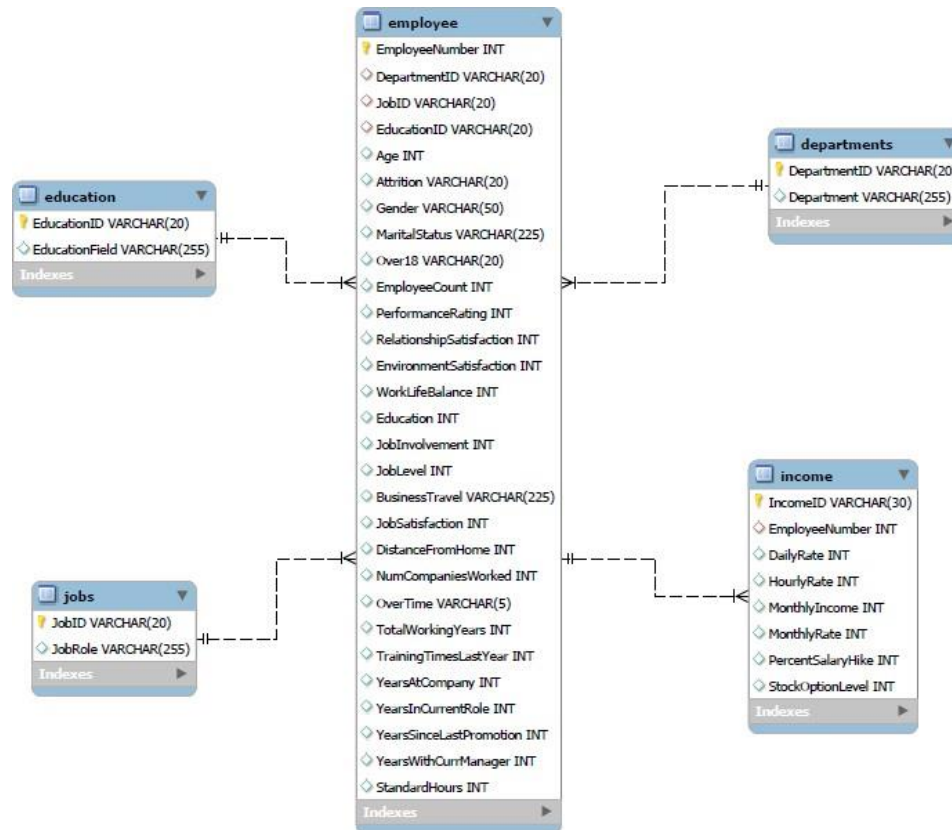 employee
EmployeeNumber INT
DepartmentID VARCHAR(20)
JobID VARCHAR(20)
EducationID VARCHAR(20)
Age INT
Attrition VARCHAR(20)
Gender VARCHAR(50)
MaritalStatus VARCHAR(225)
Over18 VARCHAR(20)
EmployeeCount INT
PerformanceRating INT
RelationshipSatisfaction INT
EnvironmentSatisfaction INT
WorkLifeBalance INT
Education INT
JobInvolvement INT
JobLevel INT
BusinessTravel VARCHAR(225)
JobSatisfaction INT
DistanceFromHome INT
NumCompaniesWorked INT
OverTime VARCHAR(5)
TotalWorkingYears INT
TrainingTimesLastYear INT
YearsAtCompany INT
YearsInCurrentRole INT
YearsSinceLastPromotion INT
YearsWithCurrManager INT
StandardHours INT
Indexes
education
EducationID VARCHAR(20)
EducationField VARCHAR(255)
Indexes
departments
DepartmentID VARCHAR(20
Department VARCHAR(255)
Indexes
jobs
JobID VARCHAR(20)
JobRole VARCHAR(255)
Indexes
income
IncomeID VARCHAR(30)
EmployeeNumber INT
DailyRate INT
HourlyRate INT
MonthlyIncome INT
MonthlyRate INT
PercentSalaryHike INT
StockOptionLevel INT
Indexes